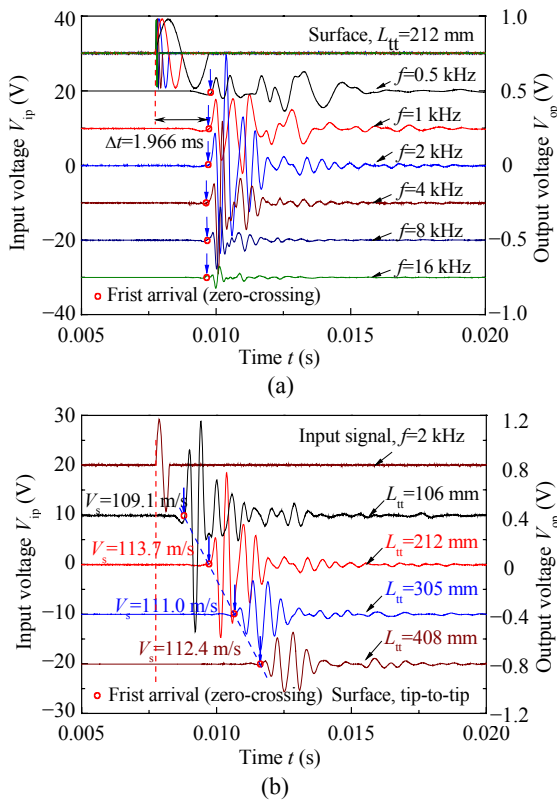 Surface, Ltt=212 mm
f=0.5 kHz
f=1 kHz
Δt=1.966 ms
f=2 kHz
f=4 kHz
f=8 kHz
f=16 kHz
Frist arrival (zero-crossing)
Input voltage Vip (V)
40
20
0
−20
−40
Output voltage Vop (V)
1.0
0.5
0
−0.5
−1.0
0.005
0.010
0.015
0.020
Time t (s)
(a)
Input signal, f=2 kHz
Vs=109.1 m/s
Ltt=106 mm
Vs=113.7 m/s
Ltt=212 mm
Vs=111.0 m/s
Ltt=305 mm
Vs=112.4 m/s
Ltt=408 mm
Frist arrival (zero-crossing) Surface, tip-to-tip
Input voltage Vip (V)
30
20
10
0
−10
−20
−30
Output voltage Vop (V)
1.2
0.8
0.4
0
−0.4
−0.8
−1.2
0.005
0.010
0.015
0.020
Time t (s)
(b)